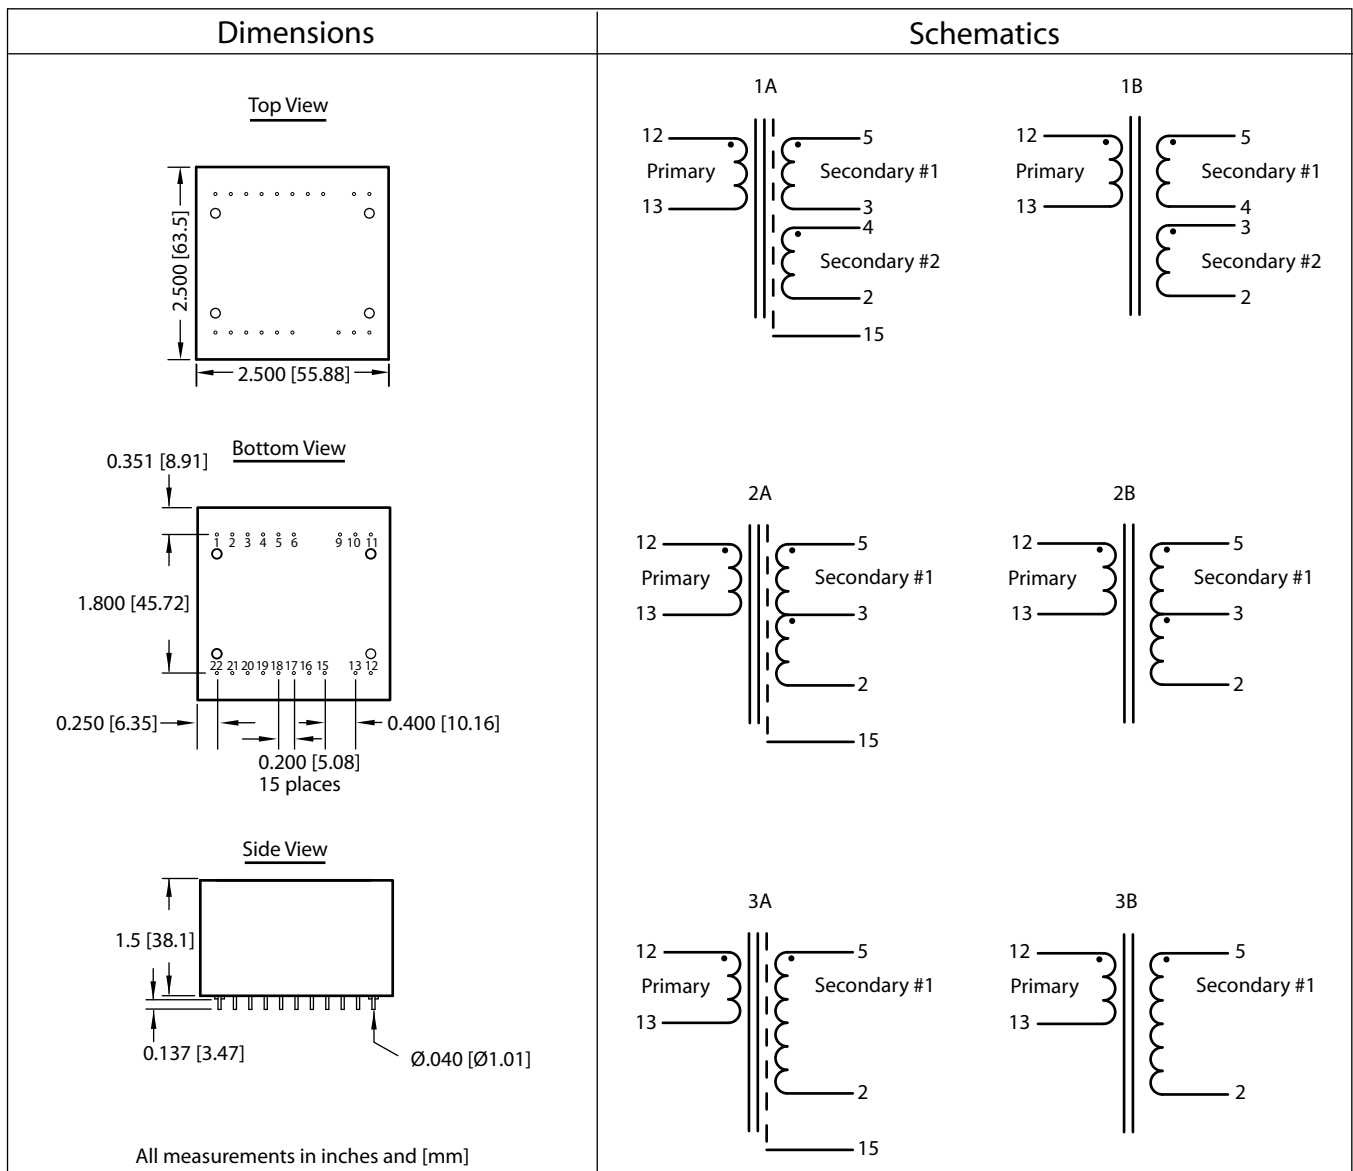 Dimensions
Schematics
Top View
2.500 [63.5]
2.500 [55.88]
Bottom View
0.351 [8.91]
1 2 3 4 5 6 9 10 11
1.800 [45.72]
22 21 20 19 18 17 16 15 13 12
0.250 [6.35]
0.400 [10.16]
0.200 [5.08]
15 places
Side View
1.5 [38.1]
0.137 [3.47]
Ø.040 [Ø1.01]
All measurements in inches and [mm]
1A
12
5
Primary
Secondary #1
13
3
4
Secondary #2
2
15
1B
12
5
Primary
Secondary #1
13
4
3
Secondary #2
2
2A
12
5
Primary
Secondary #1
13
3
2
15
2B
12
5
Primary
Secondary #1
13
3
2
3A
12
5
Primary
Secondary #1
13
2
15
3B
12
5
Primary
Secondary #1
13
2